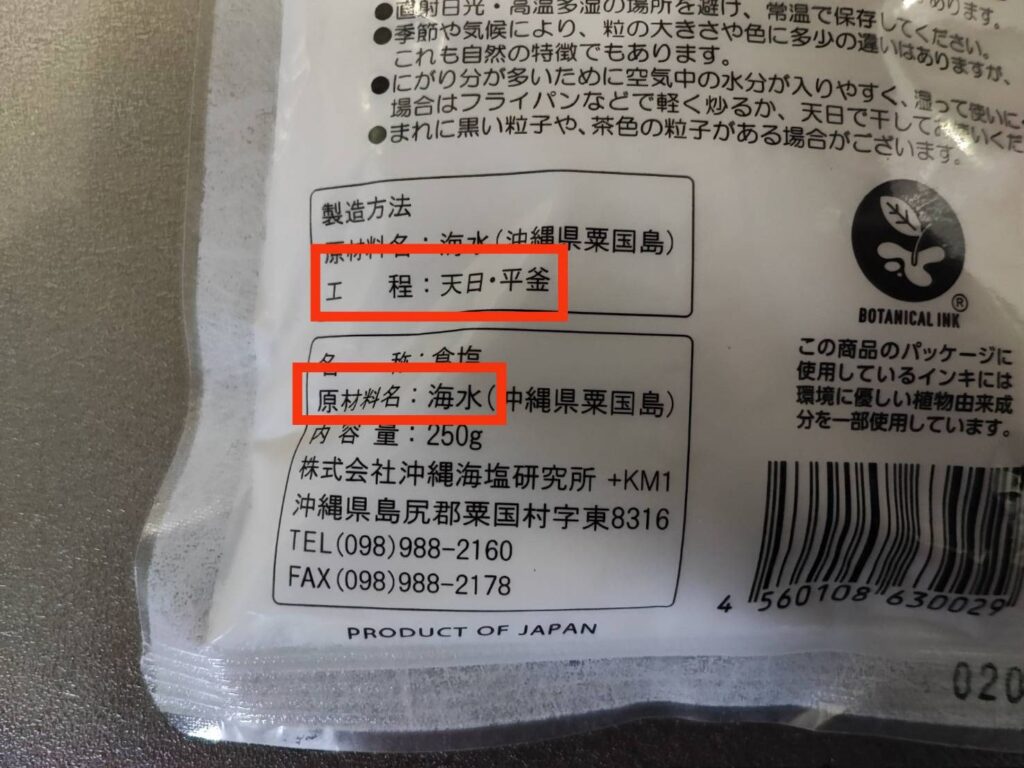 あります。
●直射日光・高温多湿の場所を避け、常温で保存してください。
●季節や気候により、粒の大きさや色に多少の違いはありますが、
これも自然の特徴でもあります。
●にがり分が多いために空気中の水分が入りやすく、湿って使いに
場合はフライパンなどで軽く炒るか、天日で干して
●まれに黒い粒子や、茶色の粒子がある場合がございます。
製造方法
原材料名：海水(沖縄県粟国島)
工　程：天日・平釜
名　称：食塩
原材料名：海水(沖縄県粟国島)
内容量：250g
株式会社沖縄海塩研究所 +KM1
沖縄県島尻郡粟国村字東8316
TEL(098)988-2160
FAX(098)988-2178
PRODUCT OF JAPAN
®
BOTANICAL INK
この商品のパッケージに
使用しているインキには
環境に優しい植物由来成
分を一部使用しています。
4 560108 630029
020